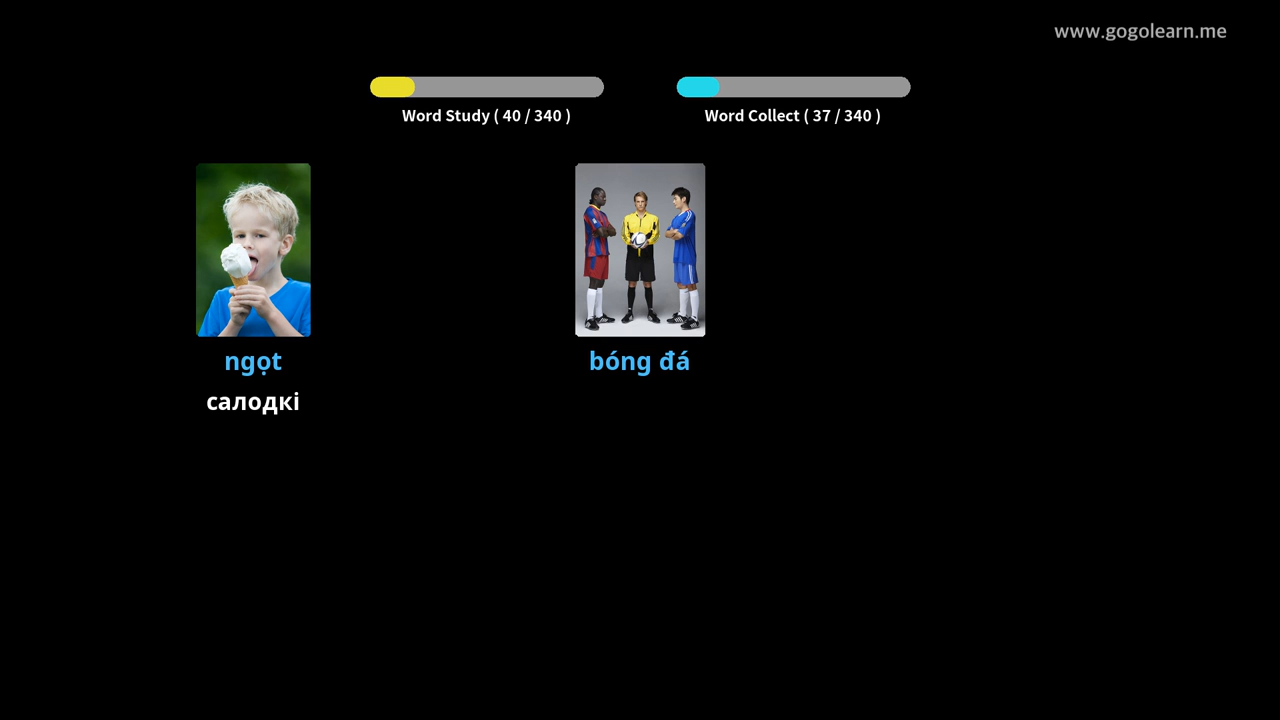 www.gogolearn.me
Word Study ( 40 / 340 )
Word Collect ( 37 / 340 )
ngọt
bóng đá
салодкі